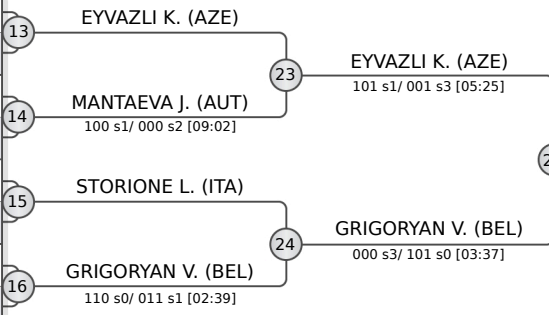 13
EYVAZLI K. (AZE)
23
EYVAZLI K. (AZE)
101 s1/ 001 s3 [05:25]
14
MANTAEVA J. (AUT)
100 s1/ 000 s2 [09:02]
15
STORIONE L. (ITA)
24
GRIGORYAN V. (BEL)
000 s3/ 101 s0 [03:37]
16
GRIGORYAN V. (BEL)
110 s0/ 011 s1 [02:39]